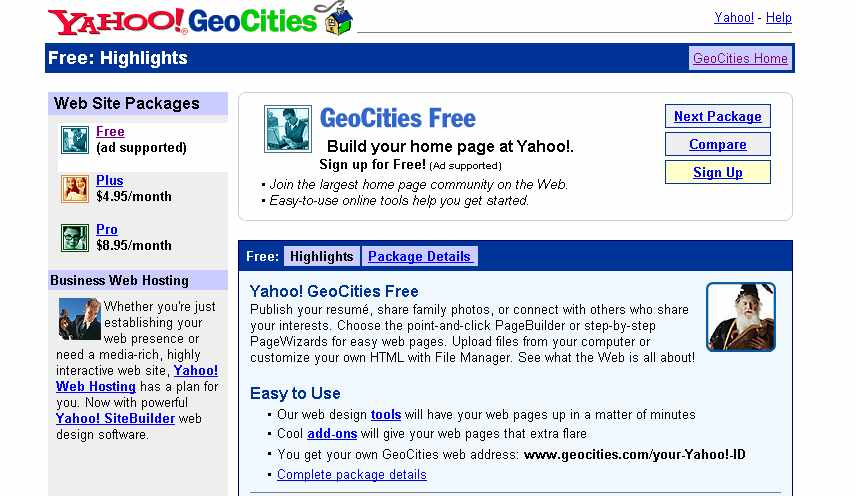 YAHOO! GeoCities
Yahoo! - Help
Free: Highlights
GeoCities Home
Web Site Packages
Free
(ad supported)
Plus
$4.95/month
Pro
$8.95/month
Business Web Hosting
Whether you're just
establishing your
web presence or
need a media-rich, highly
interactive web site, Yahoo!
Web Hosting has a plan for
you. Now with powerful
Yahoo! SiteBuilder web
design software.
GeoCities Free
Build your home page at Yahoo!.
Sign up for Free! (Ad supported)
• Join the largest home page community on the Web.
• Easy-to-use online tools help you get started.
Next Package
Compare
Sign Up
Free: Highlights Package Details
Yahoo! GeoCities Free
Publish your resumé, share family photos, or connect with others who share
your interests. Choose the point-and-click PageBuilder or step-by-step
PageWizards for easy web pages. Upload files from your computer or
customize your own HTML with File Manager. See what the Web is all about!
Easy to Use
• Our web design tools will have your web pages up in a matter of minutes
• Cool add-ons will give your web pages that extra flare
• You get your own GeoCities web address: www.geocities.com/your-Yahoo!-ID
• Complete package details